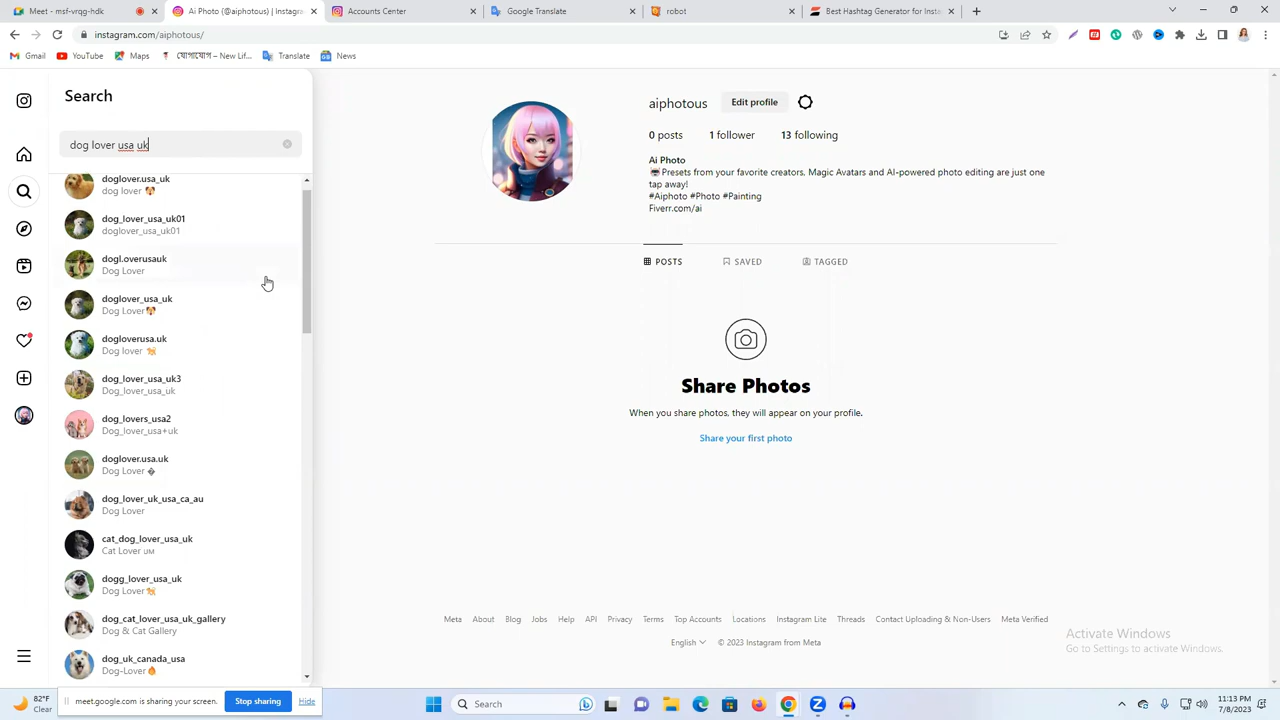 Meet - msf-vrqq-hdk
Ai Photo (@aiphotous) | Instagr
Accounts Center
Google Translate
robot
Best Hashtag Generator for Insta
instagram.com/aiphotous/
Gmail
YouTube
Maps
যোগাযোগ – New Lif...
Translate
News
Search
dog lover usa uk
doglover.usa_uk
dog lover 🐶
dog_lover_usa_uk01
doglover_usa_uk01
dogl.overusauk
Dog Lover
doglover_usa_uk
Dog Lover🐶
dogloverusa.uk
Dog lover 🐕
dog_lover_usa_uk3
Dog_lover_usa_uk
dog_lovers_usa2
Dog_lover_usa+uk
doglover.usa.uk
Dog Lover �
dog_lover_uk_usa_ca_au
Dog Lover
cat_dog_lover_usa_uk
Cat Lover ᴜᴍ
dogg_lover_usa_uk
Dog Lover🐕
dog_cat_lover_usa_uk_gallery
Dog & Cat Gallery
dog_uk_canada_usa
Dog-Lover🔥
aiphotous
Edit profile
0 posts 1 follower 13 following
Ai Photo
Presets from your favorite creators. Magic Avatars and AI-powered photo editing are just one
tap away!
#Aiphoto #Photo #Painting
Fiverr.com/ai
POSTS SAVED TAGGED
Share Photos
When you share photos, they will appear on your profile.
Share your first photo
Meta About Blog Jobs Help API Privacy Terms Top Accounts Locations Instagram Lite Threads Contact Uploading & Non-Users Meta Verified
English © 2023 Instagram from Meta
Activate Windows
Go to Settings to activate Windows.
82°F
Clear
meet.google.com is sharing your screen.
Stop sharing
Hide
Search
11:13 PM
7/8/2023